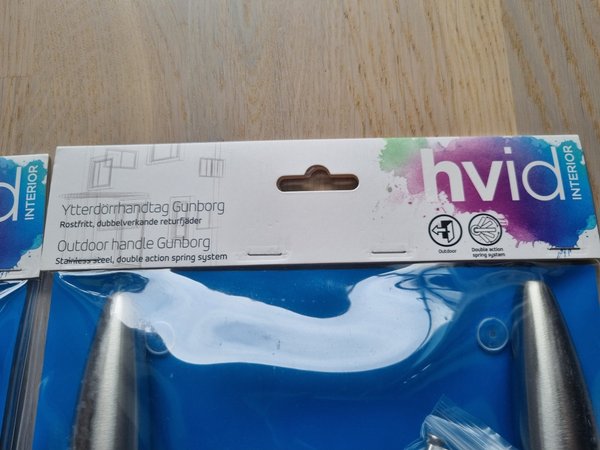 hvid
INTERIOR
Ytterdörrhandtag Gunborg
Rostfritt, dubbelverkande returfjäder
Outdoor handle Gunborg
Stainless steel, double action spring system
Outdoor
Double action
spring system
d
INTERIOR